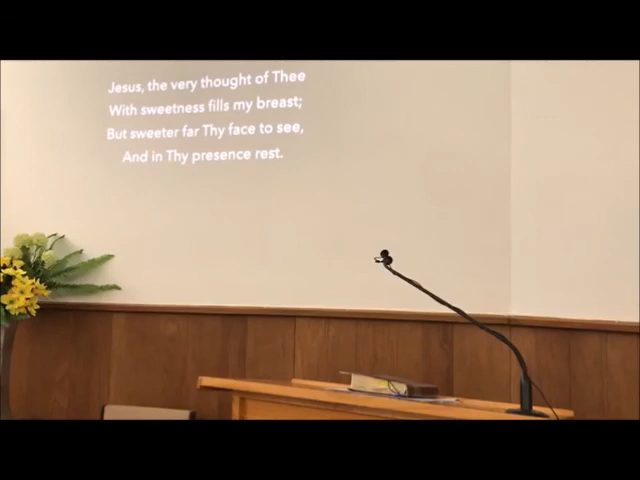 Jesus, the very thought of Thee
With sweetness fills my breast;
But sweeter far Thy face to see,
And in Thy presence rest.